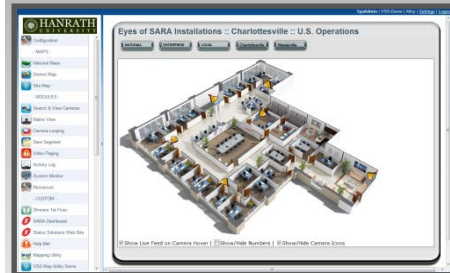 SysAdmin | VSS Demo | Alloy | Settings | Logout
HANRATH
UNIVERSITY
Eyes of SARA Installations :: Charlottesville :: U.S. Operations
NATIONAL
ENTERPRISE
LOCAL
Charlottesville
Waynesville
Configuration
- MAPS -
National Maps
District Map
Site Map
- MODULES -
Search & View Cameras
Matrix View
Camera Looping
Save Segment
Video Paging
Activity Log
System Monitor
Resources
- CUSTOM -
Stinnes 1st Floor
SARA Dashboard
Status Solutions Web Site
Help Me!
Mapping Utility
VSS Map Utility Demo
Show Live Feed on Camera Hover | Show/Hide Numbers | Show/Hide Camera Icons